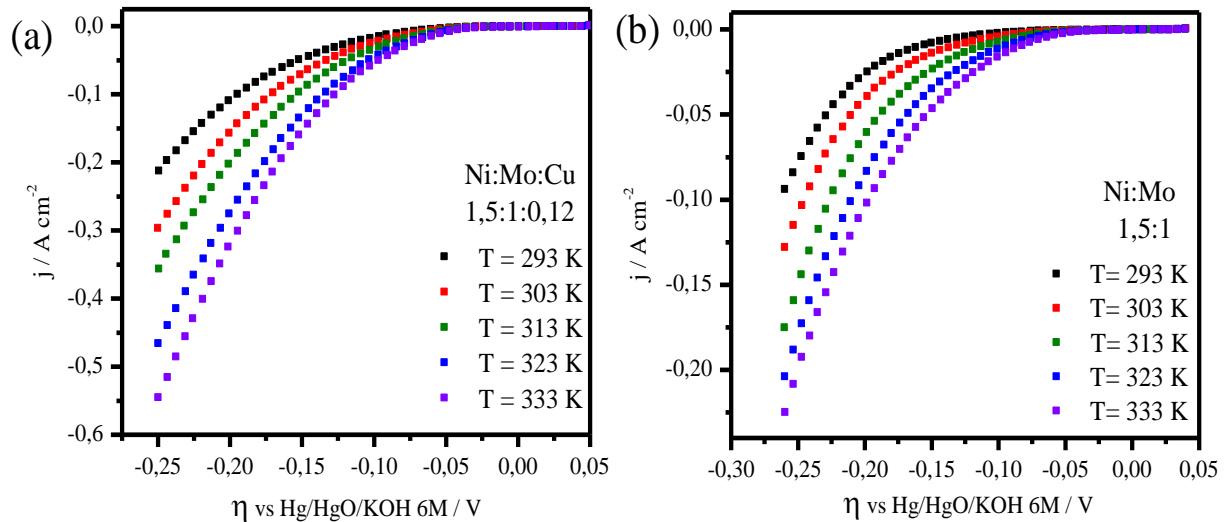 (a)
0,0
-0,1
-0,2
-0,3
-0,4
-0,5
-0,6
j / A cm-2
Ni:Mo:Cu
1,5:1:0,12
T = 293 K
T = 303 K
T = 313 K
T = 323 K
T = 333 K
-0,25 -0,20 -0,15 -0,10 -0,05 0,00 0,05
η vs Hg/HgO/KOH 6M / V
(b)
0,00
-0,05
-0,10
-0,15
-0,20
j / A cm-2
Ni:Mo
1,5:1
T= 293 K
T= 303 K
T= 313 K
T= 323 K
T= 333 K
-0,30 -0,25 -0,20 -0,15 -0,10 -0,05 0,00 0,05
η vs Hg/HgO/KOH 6M / V